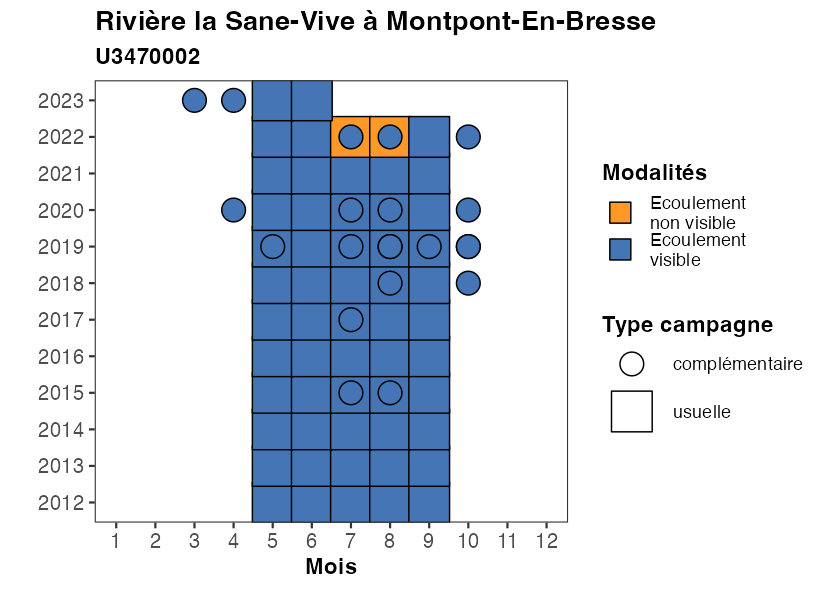 Rivière la Sane-Vive à Montpont-En-Bresse
U3470002
2023
2022
2021
2020
2019
2018
2017
2016
2015
2014
2013
2012
1 2 3 4 5 6 7 8 9 10 11 12
Mois
Modalités
Ecoulement
non visible
Ecoulement
visible
Type campagne
complémentaire
usuelle